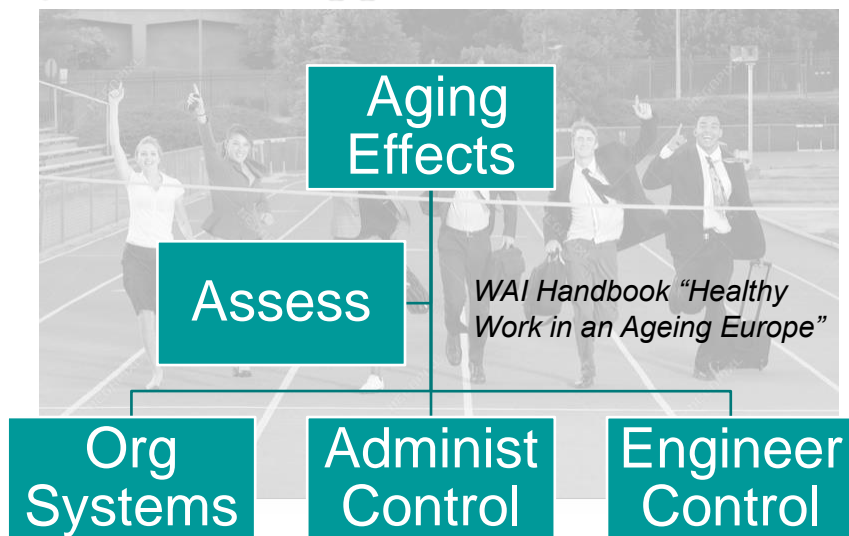 Aging
Effects
Assess
WAI Handbook “Healthy
Work in an Ageing Europe”
Org
Systems
Administ
Control
Engineer
Control